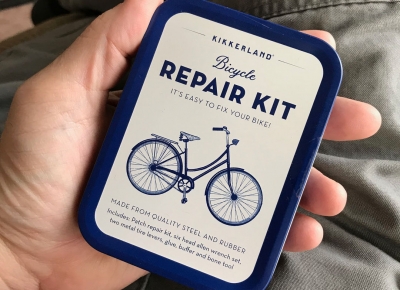 KIKKERLAND®
Bicycle
REPAIR KIT
IT'S EASY TO FIX YOUR BIKE!
MADE FROM QUALITY STEEL AND RUBBER
Includes: Patch repair kit, six head allen wrench set,
two metal tire levers, glue, buffer and bone tool